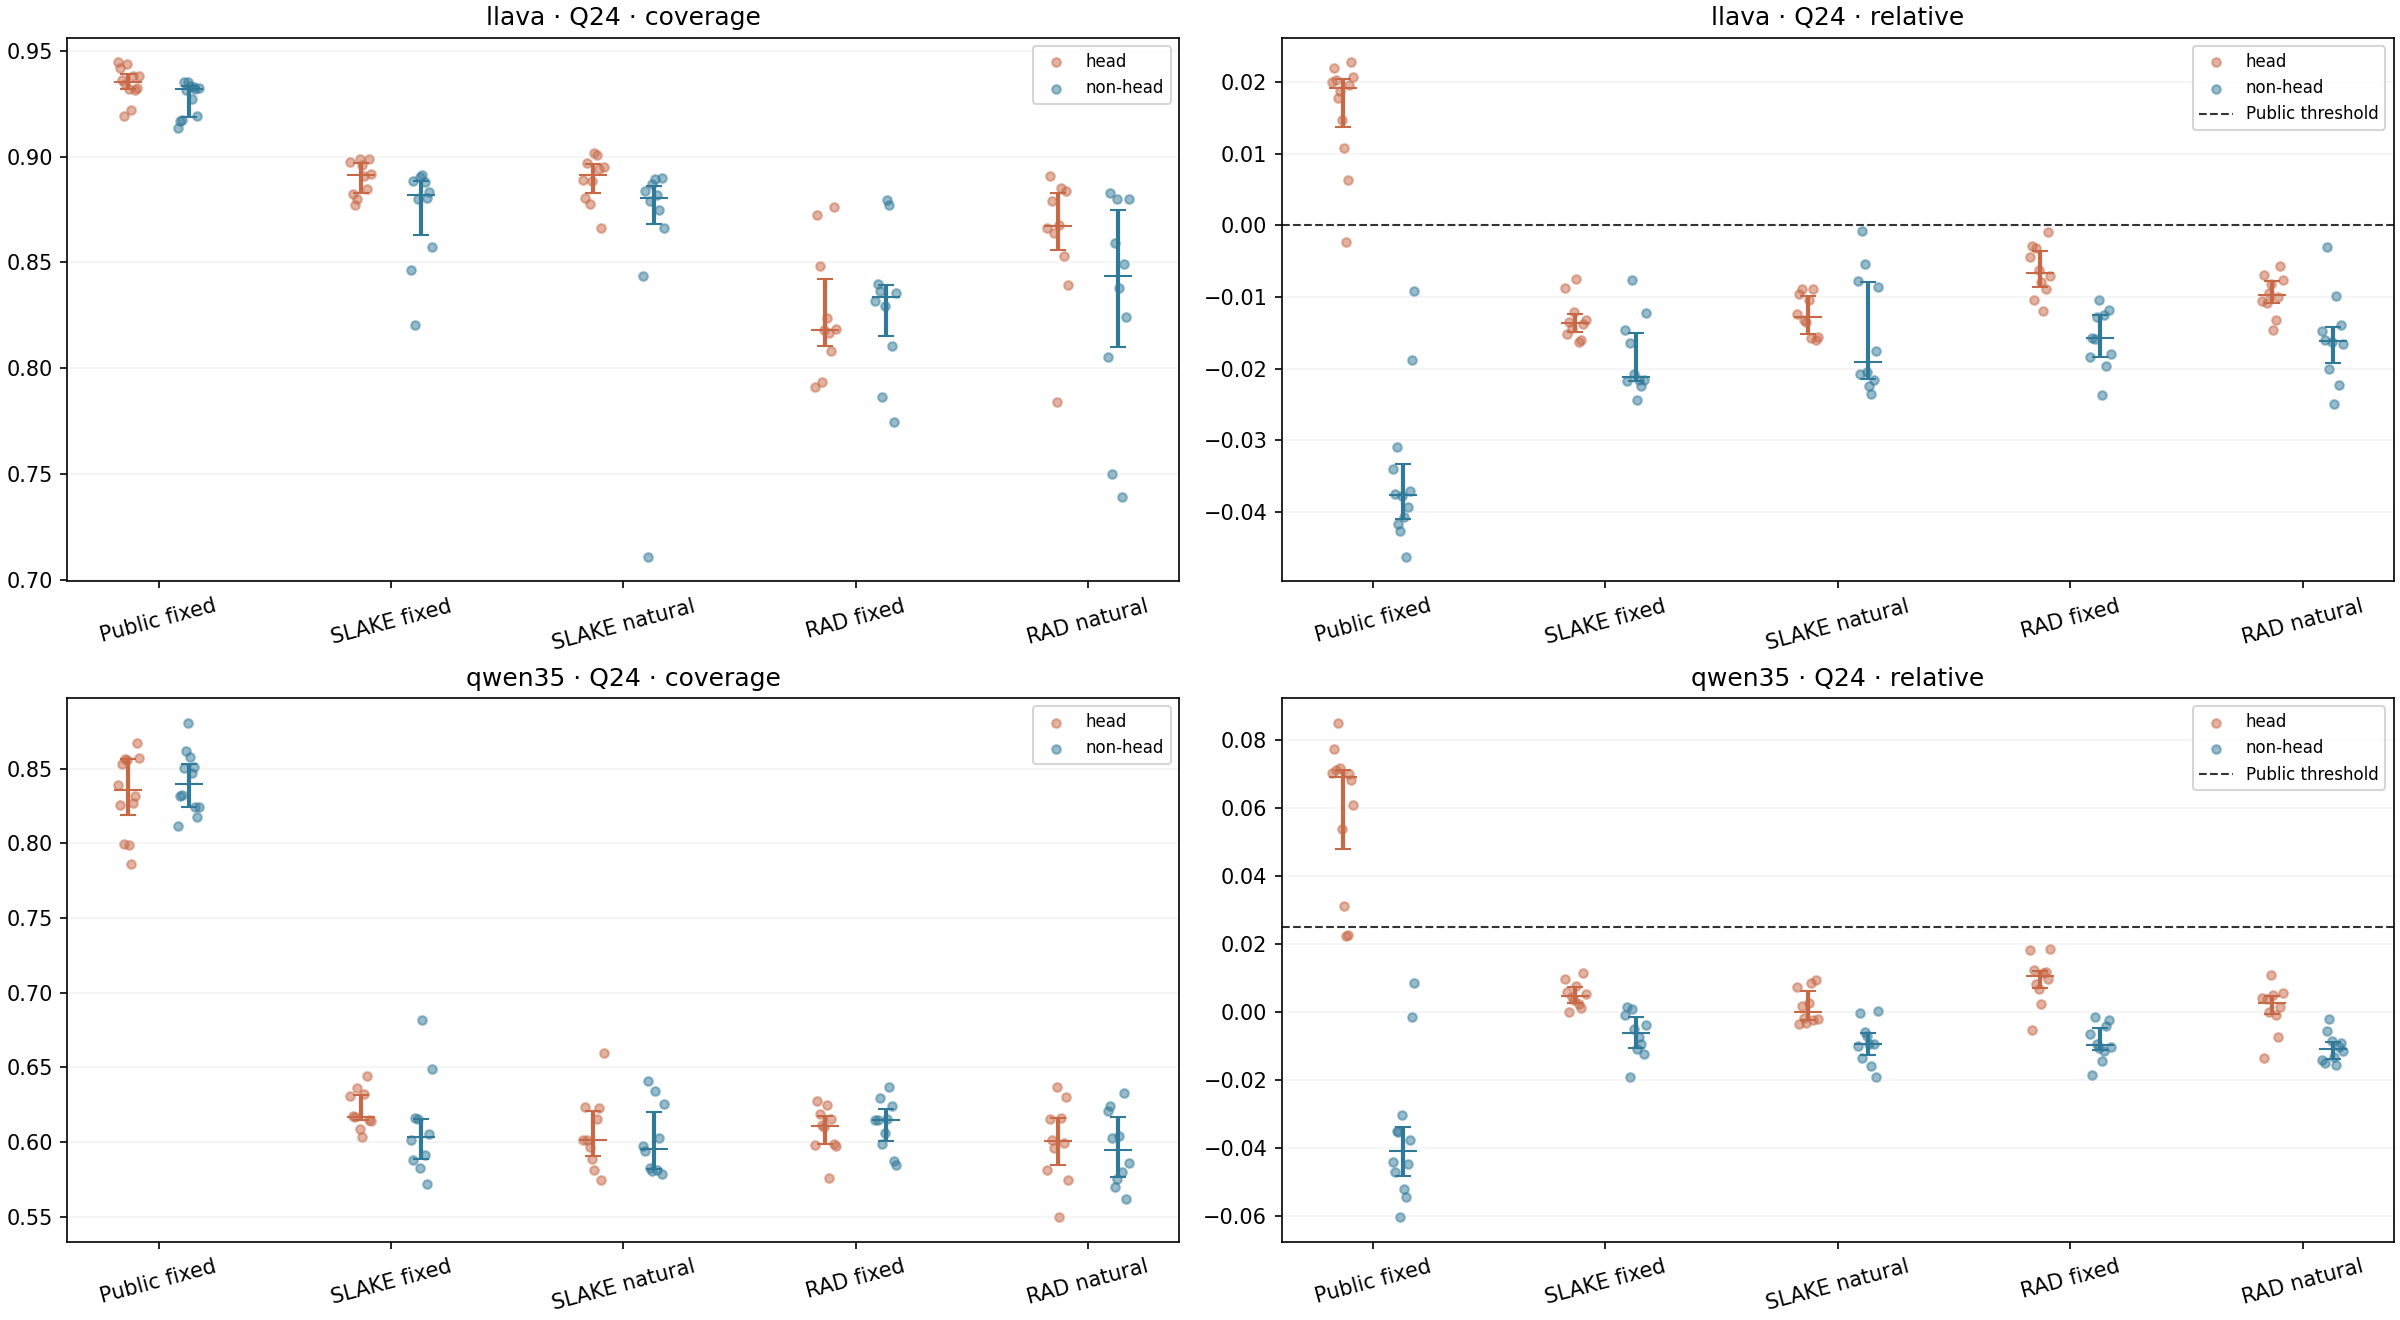 llava · Q24 · coverage
0.95
0.90
0.85
0.80
0.75
0.70
head
non-head
Public fixed
SLAKE fixed
SLAKE natural
RAD fixed
RAD natural
llava · Q24 · relative
0.02
0.01
0.00
−0.01
−0.02
−0.03
−0.04
head
non-head
Public threshold
Public fixed
SLAKE fixed
SLAKE natural
RAD fixed
RAD natural
qwen35 · Q24 · coverage
0.85
0.80
0.75
0.70
0.65
0.60
0.55
head
non-head
Public fixed
SLAKE fixed
SLAKE natural
RAD fixed
RAD natural
qwen35 · Q24 · relative
0.08
0.06
0.04
0.02
0.00
−0.02
−0.04
−0.06
head
non-head
Public threshold
Public fixed
SLAKE fixed
SLAKE natural
RAD fixed
RAD natural